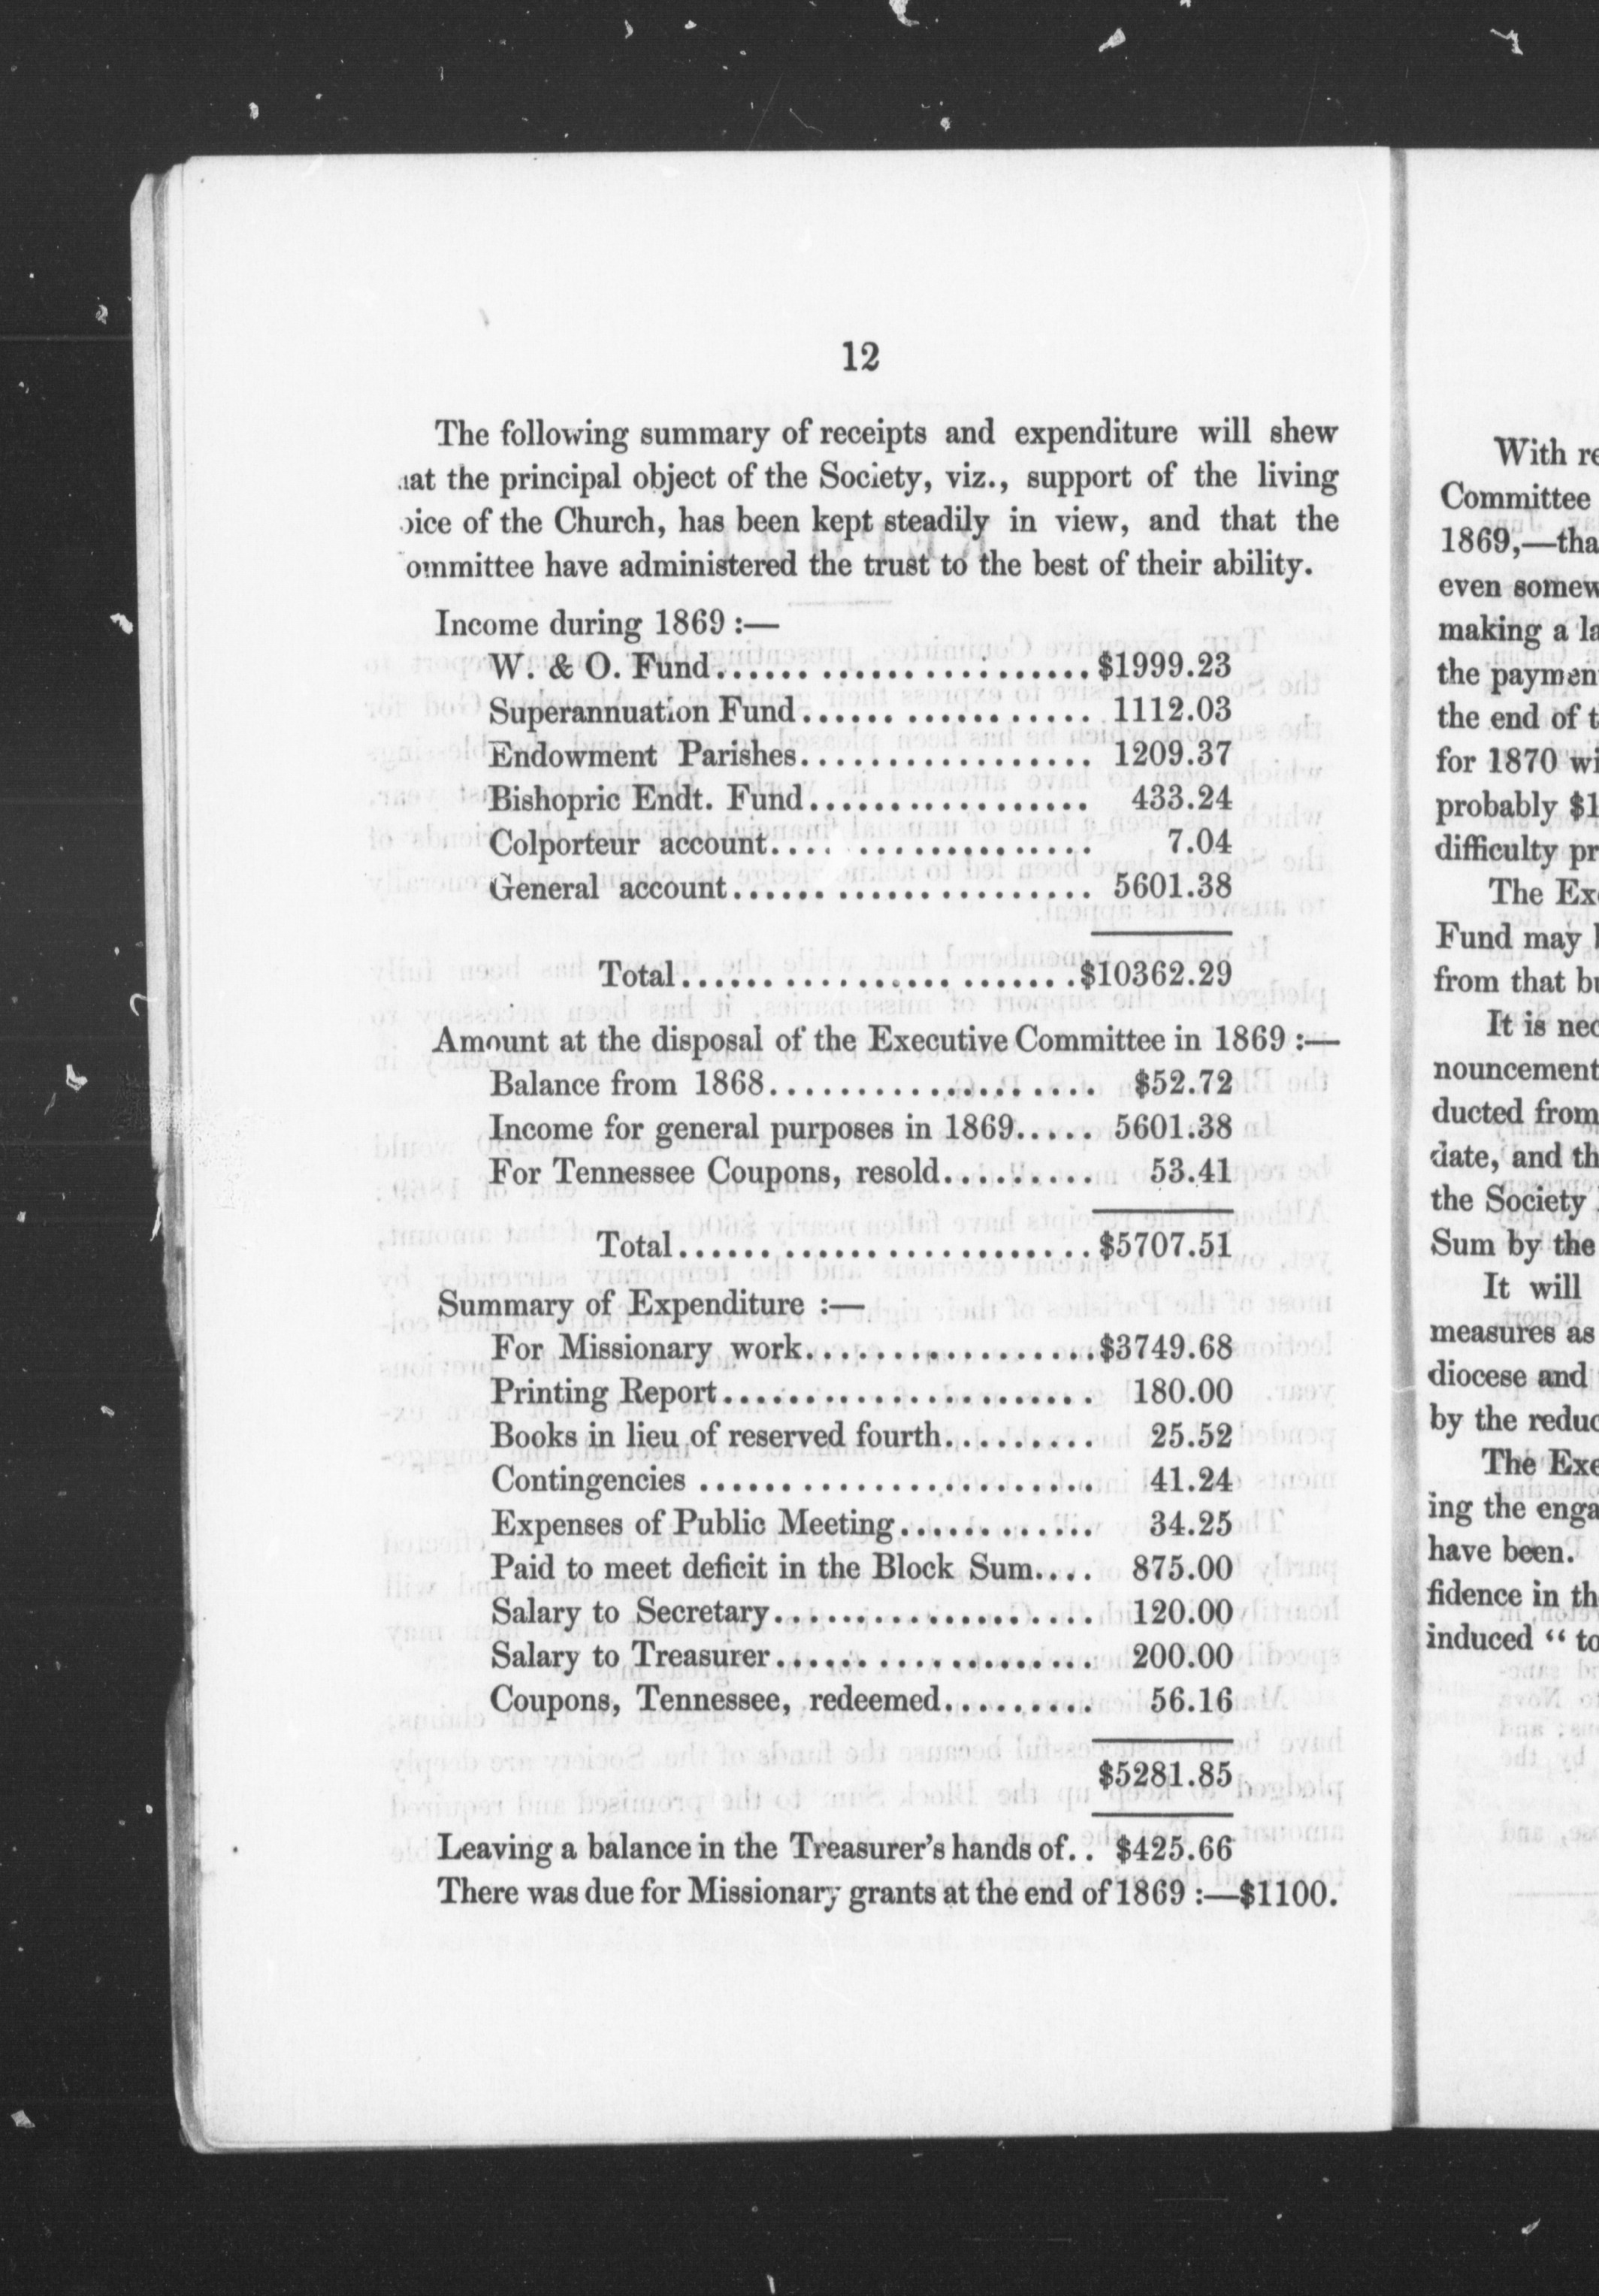 12
The following summary of receipts and expenditure will shew
at the principal object of the Society, viz., support of the living
oice of the Church, has been kept steadily in view, and that the
ommittee have administered the trust to the best of their ability.
Income during 1869 :—
W. & O. Fund............................$1999.23
Superannuation Fund................... 1112.03
Endowment Parishes.................. 1209.37
Bishopric Endt. Fund.................. 433.24
Colporteur account.................... 7.04
General account........................ 5601.38
Total............................$10362.29
Amount at the disposal of the Executive Committee in 1869 :—
Balance from 1868..................... $52.72
Income for general purposes in 1869..... 5601.38
For Tennessee Coupons, resold......... 53.41
Total..............................$5707.51
Summary of Expenditure :—
For Missionary work..................$3749.68
Printing Report....................... 180.00
Books in lieu of reserved fourth......... 25.52
Contingencies ........................ 41.24
Expenses of Public Meeting............ 34.25
Paid to meet deficit in the Block Sum.... 875.00
Salary to Secretary.................... 120.00
Salary to Treasurer.................... 200.00
Coupons, Tennessee, redeemed......... 56.16
$5281.85
Leaving a balance in the Treasurer's hands of.. $425.66
There was due for Missionary grants at the end of 1869 :—$1100.
With re
Committee
1869,—tha
even somew
making a la
the paymen
the end of t
for 1870 wi
probably $1
difficulty pr
The Exe
Fund may
from that bu
It is nec
nouncement
ducted from
date, and th
the Society
Sum by the
It will
measures as
diocese and
by the reduc
The Exe
ing the enga
have been.
fidence in th
induced “ to